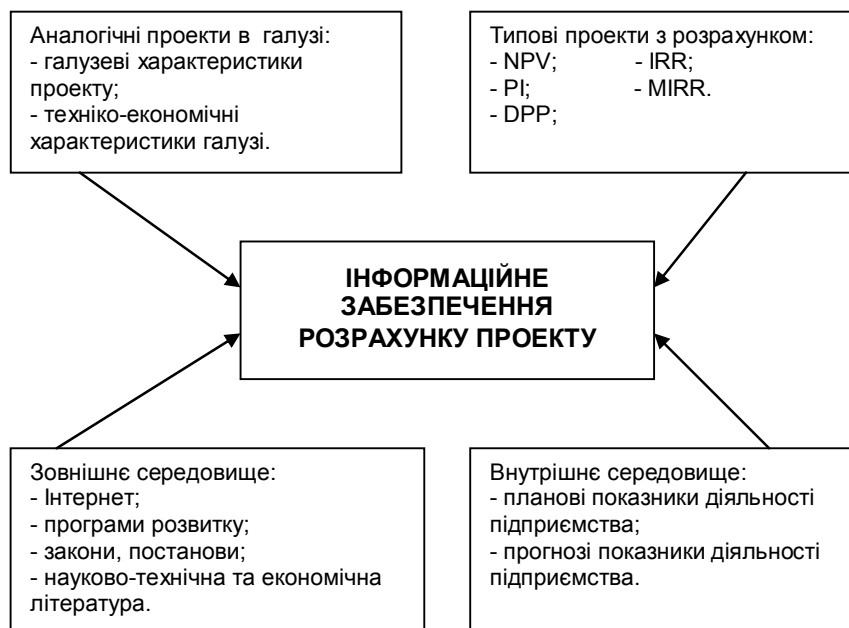 Аналогічні проекти в галузі:
- галузеві характеристики
проекту;
- техніко-економічні
характеристики галузі.
Типові проекти з розрахунком:
- NPV; - IRR;
- PI; - MIRR.
- DPP;
ІНФОРМАЦІЙНЕ
ЗАБЕЗПЕЧЕННЯ
РОЗРАХУНКУ ПРОЕКТУ
Зовнішнє середовище:
- Інтернет;
- програми розвитку;
- закони, постанови;
- науково-технічна та економічна
література.
Внутрішнє середовище:
- планові показники діяльності
підприємства;
- прогнозі показники діяльності
підприємства.